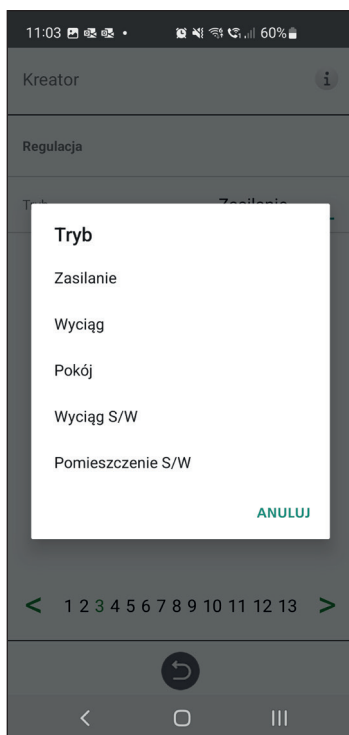 11:03 60%
Kreator i
Regulacja
Tryb Zasilanie
Tryb
Zasilanie
Wyciąg
Pokój
Wyciąg S/W
Pomieszczenie S/W
ANULUJ
< 1 2 3 4 5 6 7 8 9 10 11 12 13 >